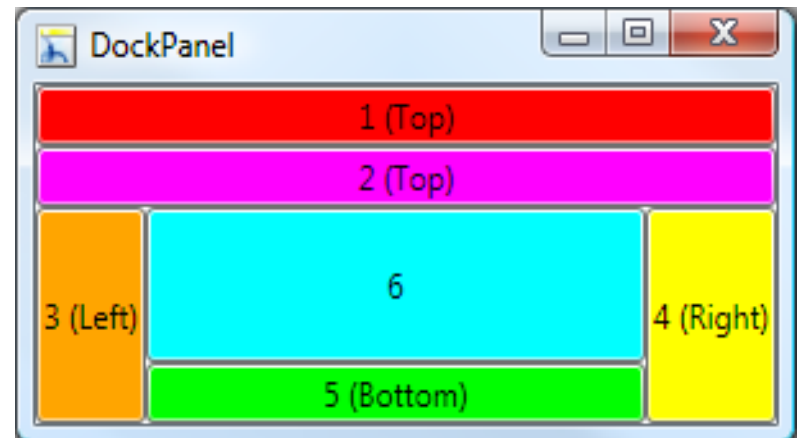 DockPanel
1 (Top)
2 (Top)
3 (Left)
6
4 (Right)
5 (Bottom)